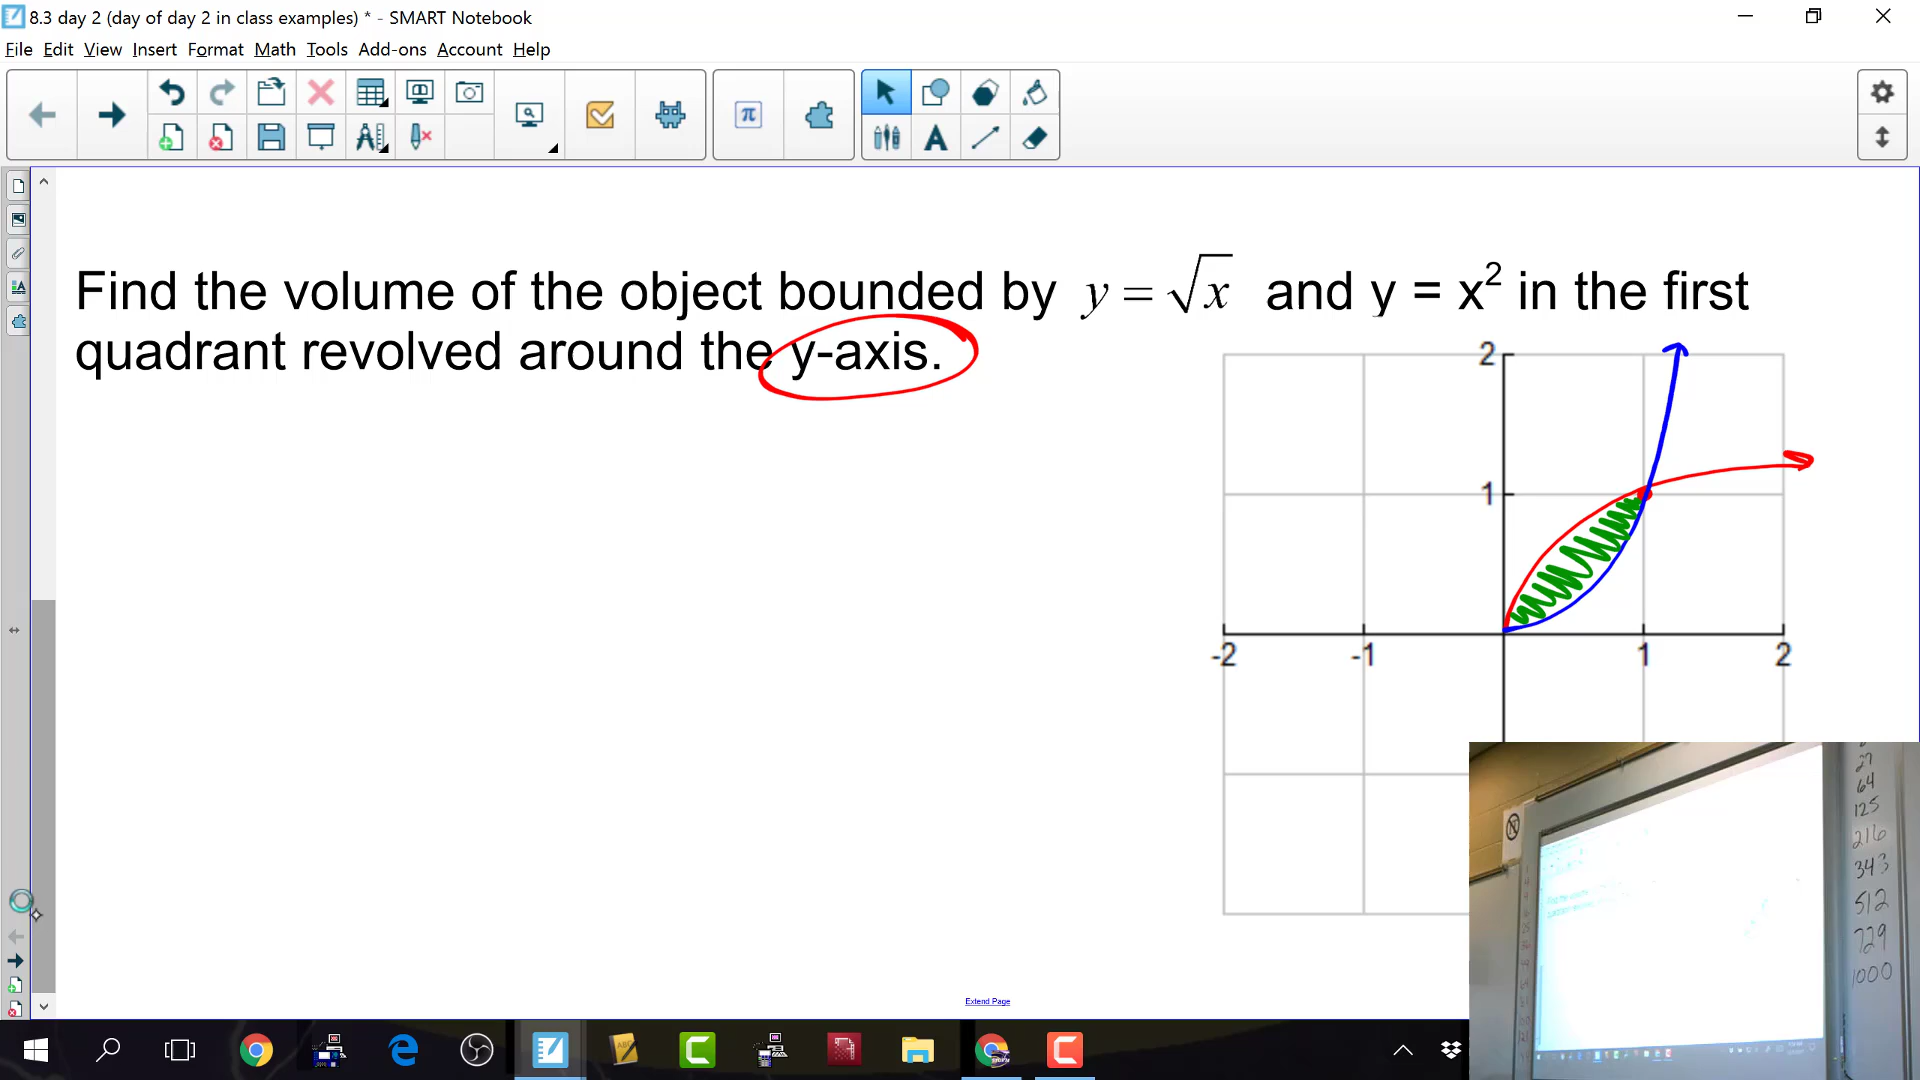 8.3 day 2 (day of day 2 in class examples) * - SMART Notebook
File Edit View Insert Format Math Tools Add-ons Account Help
Find the volume of the object bounded by y = √x and y = x² in the first
quadrant revolved around the y-axis.
2
1
-2 -1 1 2
27
64
125
216
343
512
729
1000
Extend Page